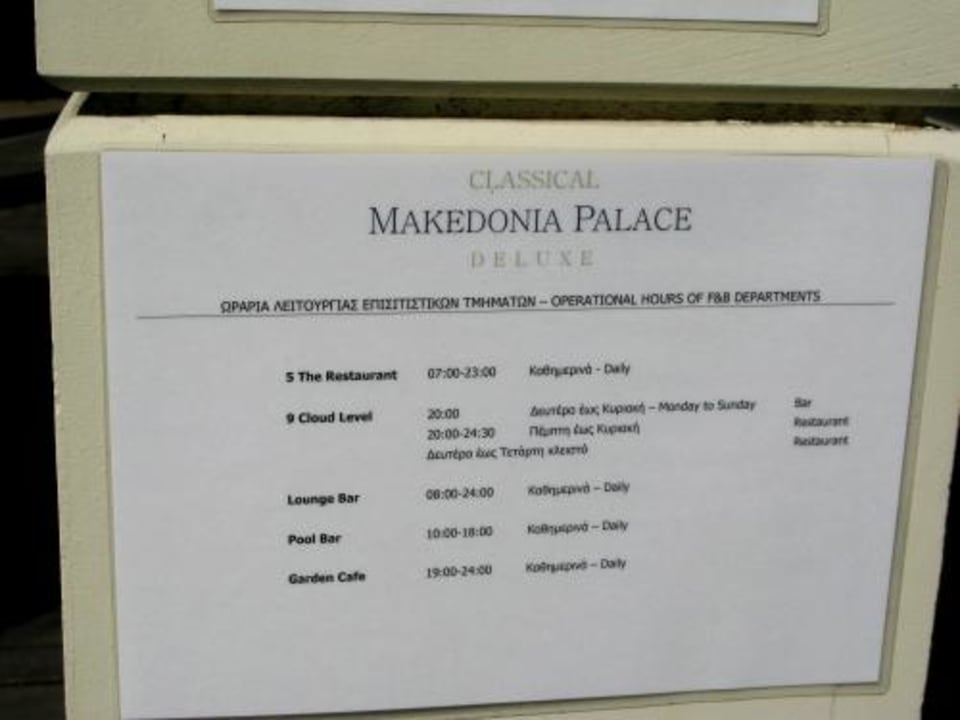 CLASSICAL
MAKEDONIA PALACE
DELUXE
ΩΡΑΡΙΑ ΛΕΙΤΟΥΡΓΙΑΣ ΕΠΙΣΙΤΙΣΤΙΚΩΝ ΤΜΗΜΑΤΩΝ – OPERATIONAL HOURS OF F&B DEPARTMENTS
5 The Restaurant 07:00-23:00 Καθημερινά - Daily
9 Cloud Level 20:00 Δευτέρα έως Κυριακή – Monday to Sunday Bar
20:00-24:30 Πέμπτη έως Κυριακή Restaurant
Δευτέρα έως Τετάρτη κλειστό Restaurant
Lounge Bar 08:00-24:00 Καθημερινά – Daily
Pool Bar 10:00-18:00 Καθημερινά – Daily
Garden Cafe 19:00-24:00 Καθημερινά – Daily